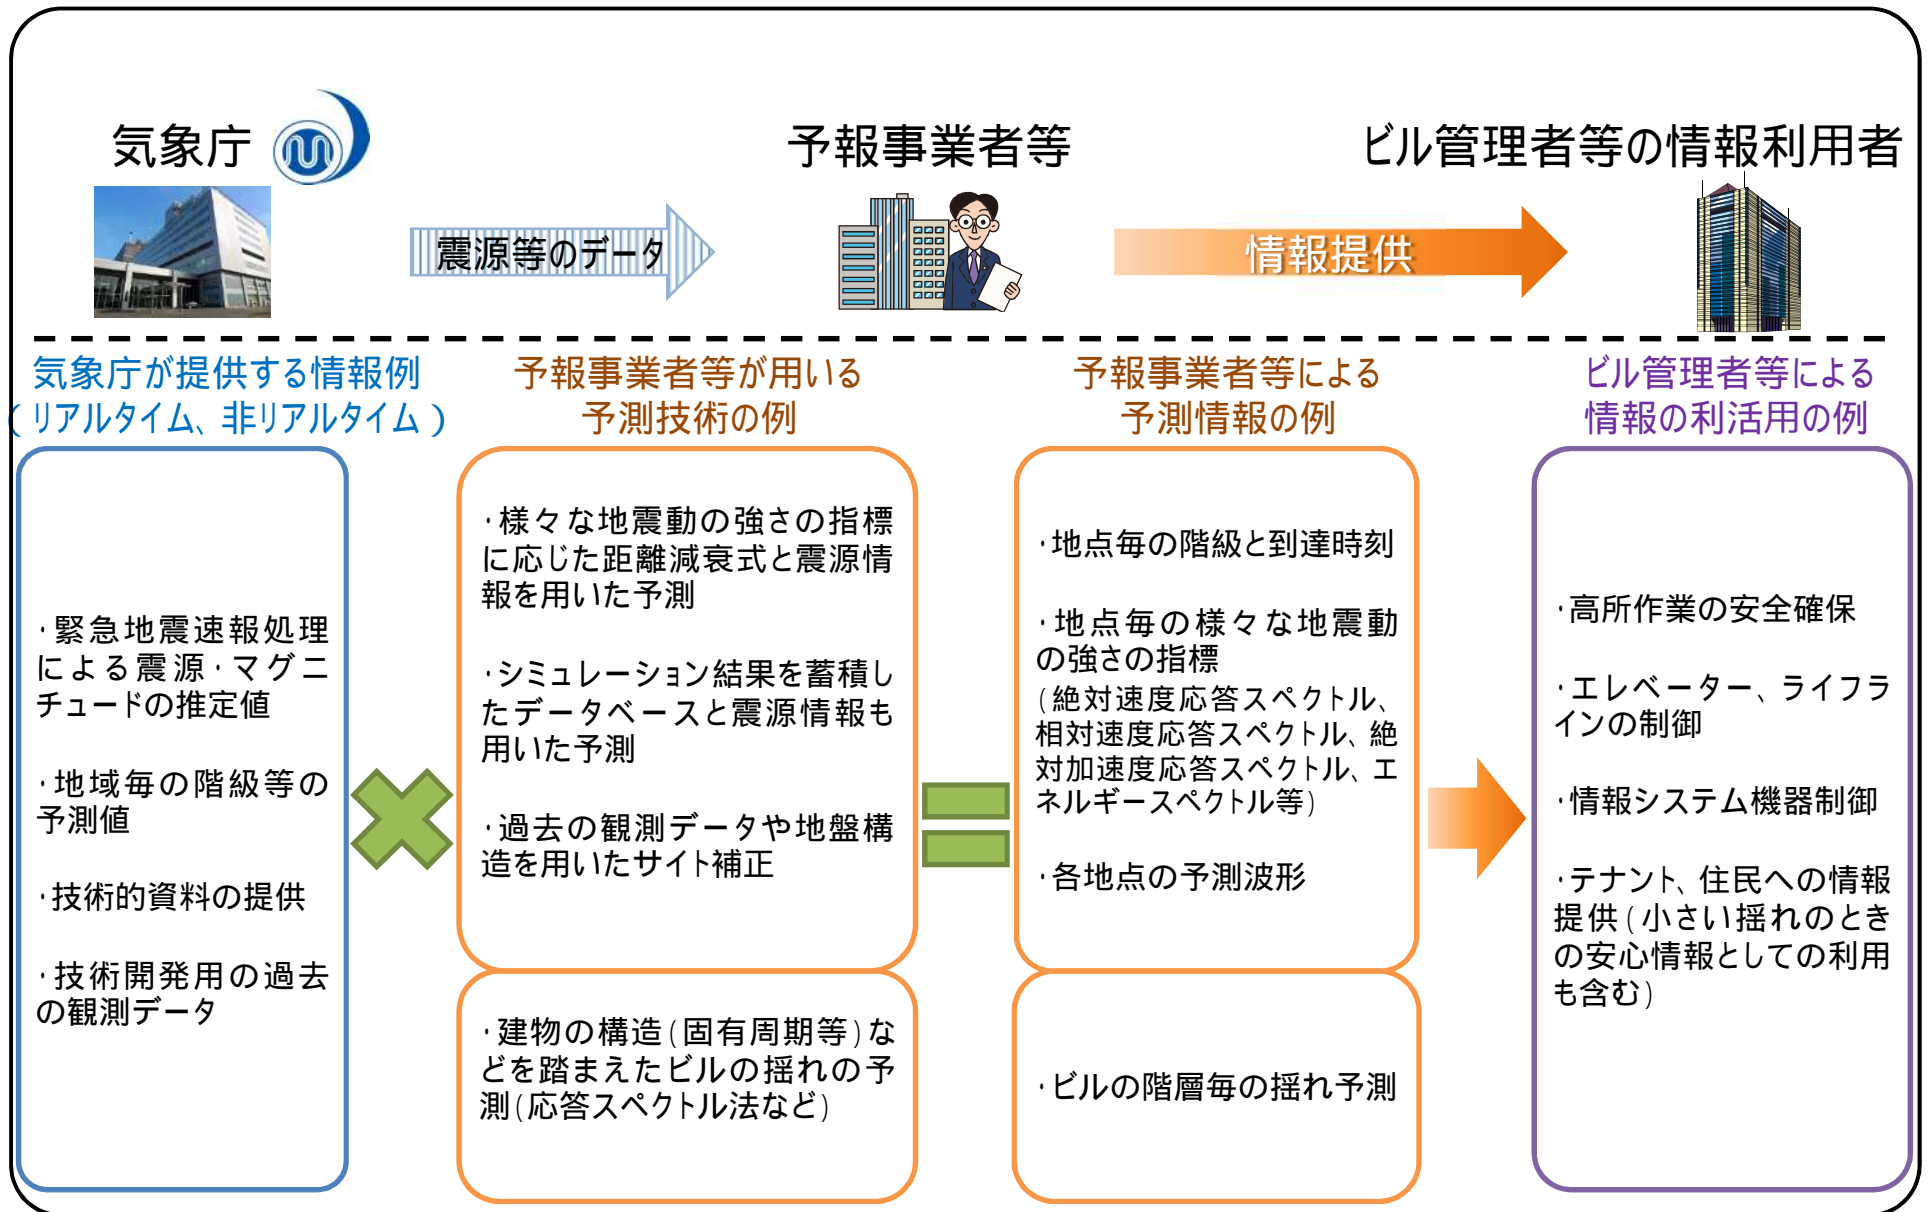 気象庁
予報事業者等
ビル管理者等の情報利用者
震源等のデータ
情報提供
気象庁が提供する情報例
(リアルタイム、非リアルタイム)
・緊急地震速報処理
による震源・マグニ
チュードの推定値
・地域毎の階級等の
予測値
・技術的資料の提供
・技術開発用の過去
の観測データ
予報事業者等が用いる
予測技術の例
・様々な地震動の強さの指標
に応じた距離減衰式と震源情
報を用いた予測
・シミュレーション結果を蓄積し
たデータベースと震源情報も
用いた予測
・過去の観測データや地盤構
造を用いたサイト補正
・建物の構造(固有周期等)な
どを踏まえたビルの揺れの予
測(応答スペクトル法など)
予報事業者等による
予測情報の例
・地点毎の階級と到達時刻
・地点毎の様々な地震動
の強さの指標
(絶対速度応答スペクトル、
相対速度応答スペクトル、絶
対加速度応答スペクトル、エ
ネルギースペクトル等)
・各地点の予測波形
・ビルの階層毎の揺れ予測
ビル管理者等による
情報の利活用の例
・高所作業の安全確保
・エレベーター、ライフラ
インの制御
・情報システム機器制御
・テナント、住民への情報
提供(小さい揺れのとき
の安心情報としての利用
も含む)